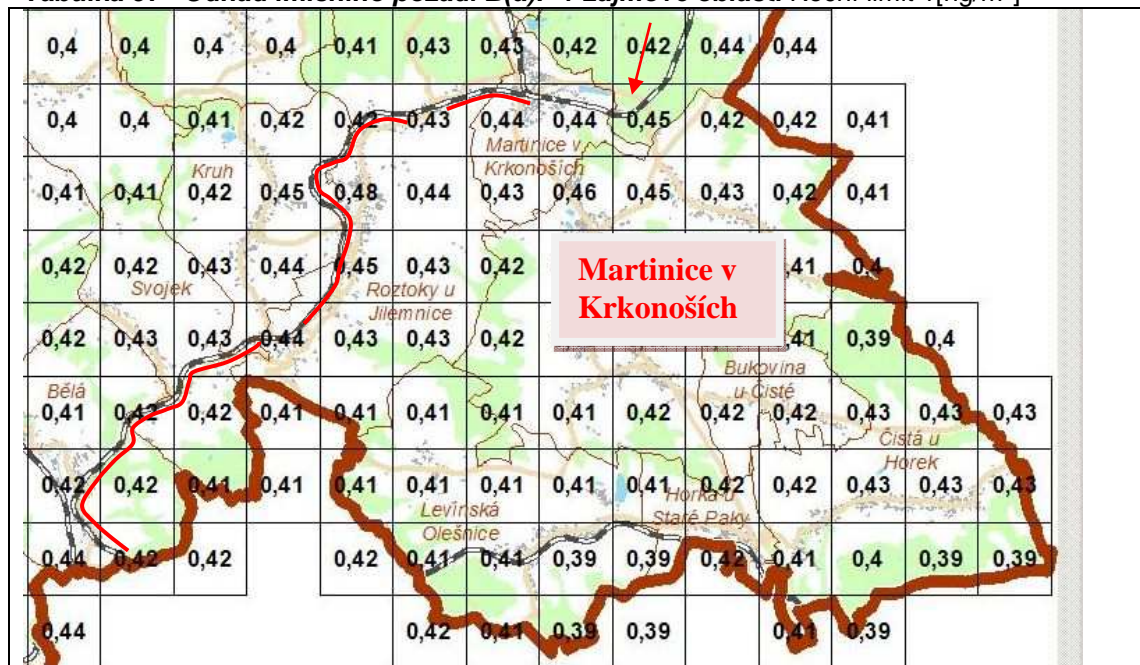 0,4 0,4 0,4 0,4 0,41 0,43 0,43 0,42 0,42 0,44 0,44
0,4 0,4 0,41 0,42 0,42 0,43 0,44 0,44 0,45 0,42 0,42 0,41
Martinice v
Krkonoších
Kruh
0,41 0,41 0,42 0,45 0,48 0,44 0,43 0,46 0,45 0,43 0,42 0,41
0,42 0,42 0,43 0,44 0,45 0,43 0,42 0,41 0,4
Martinice v
Krkonoších
Svojek
Roztoky u
Jilemnice
0,42 0,43 0,43 0,44 0,43 0,43 0,42 0,41 0,39 0,4
Bělá
Bukovina
u Čisté
0,41 0,42 0,42 0,41 0,41 0,41 0,41 0,41 0,42 0,42 0,42 0,43 0,43 0,43
Čistá u
Horek
0,42 0,42 0,41 0,41 0,41 0,41 0,41 0,41 0,41 0,42 0,42 0,43 0,43 0,43
Levínská
Olešnice
Horka u
Staré Paky
0,44 0,42 0,42 0,42 0,41 0,41 0,39 0,39 0,42 0,41 0,4 0,39 0,39
0,44 0,42 0,41 0,39 0,39 0,41 0,39